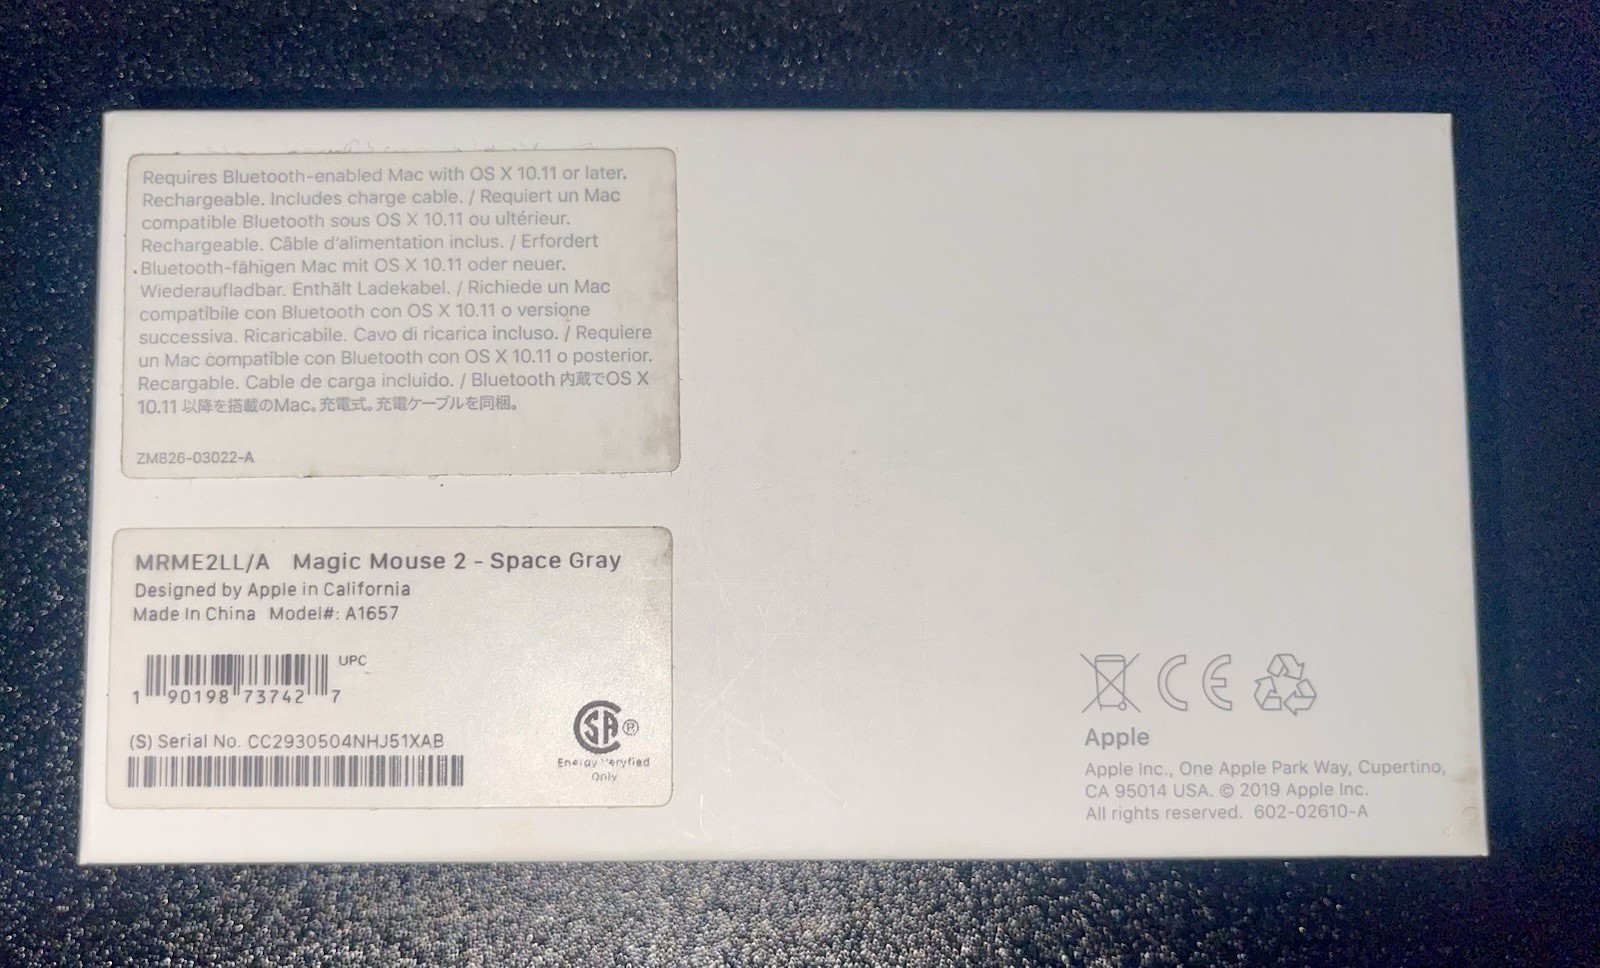 Requires Bluetooth-enabled Mac with OS X 10.11 or later.
Rechargeable. Includes charge cable. / Requiert un Mac
compatible Bluetooth sous OS X 10.11 ou ultérieur.
Rechargeable. Câble d'alimentation inclus. / Erfordert
Bluetooth-fähigen Mac mit OS X 10.11 oder neuer.
Wiederaufladbar. Enthält Ladekabel. / Richiede un Mac
compatibile con Bluetooth con OS X 10.11 o versione
successiva. Ricaricabile. Cavo di ricarica incluso. / Requiere
un Mac compatible con Bluetooth con OS X 10.11 o posterior.
Recargable. Cable de carga incluido. / Bluetooth 内蔵でOS X
10.11 以降を搭載のMac。充電式。充電ケーブルを同梱。
ZM826-03022-A
MRME2LL/A Magic Mouse 2 - Space Gray
Designed by Apple in California
Made In China Model#: A1657
UPC
1 90198 73742 7
(S) Serial No. CC2930504NHJ51XAB
SA ®
Energy Veryfied
Only
CE
Apple
Apple Inc., One Apple Park Way, Cupertino,
CA 95014 USA. © 2019 Apple Inc.
All rights reserved. 602-02610-A